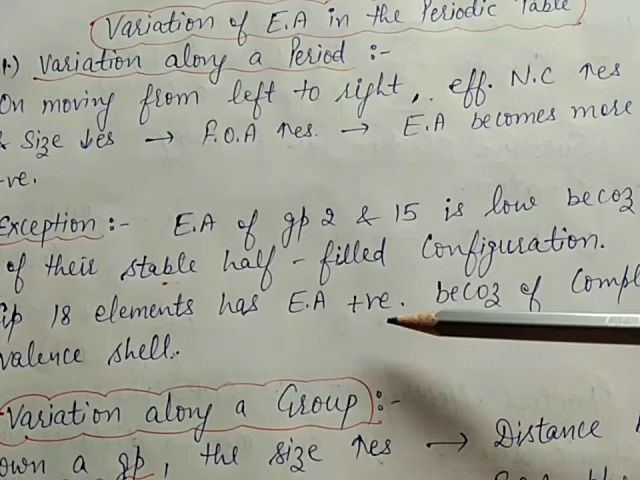 Variation of E.A in the Periodic Table
1.) Variation along a Period :-
On moving from left to right, eff. N.C ↑es
& Size ↓es → F.O.A ↑es. → E.A becomes more
-ve.
Exception :- E.A of gp 2 & 15 is low becoz
of their stable half-filled configuration.
Gp 18 elements has E.A +ve. becoz of Compl
valence shell.
Variation along a Group :-
own a gp, the size ↑es → Distance